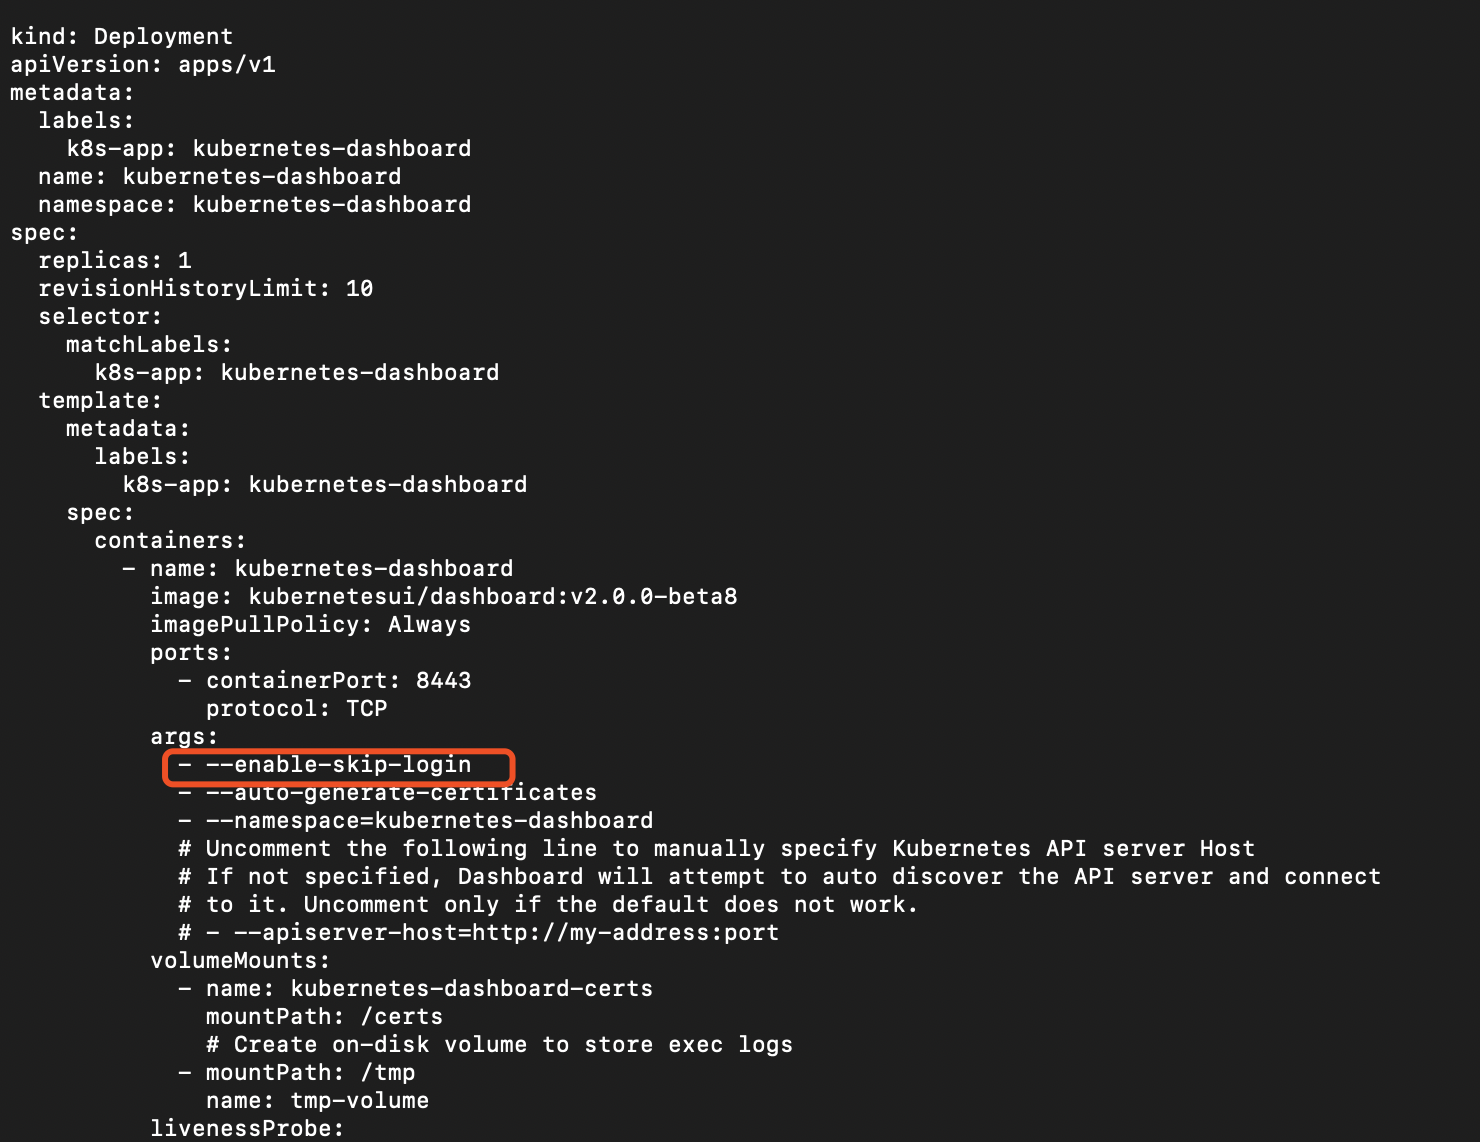 kind: Deployment
apiVersion: apps/v1
metadata:
  labels:
    k8s-app: kubernetes-dashboard
  name: kubernetes-dashboard
  namespace: kubernetes-dashboard
spec:
  replicas: 1
  revisionHistoryLimit: 10
  selector:
    matchLabels:
      k8s-app: kubernetes-dashboard
  template:
    metadata:
      labels:
        k8s-app: kubernetes-dashboard
    spec:
      containers:
        - name: kubernetes-dashboard
          image: kubernetesui/dashboard:v2.0.0-beta8
          imagePullPolicy: Always
          ports:
            - containerPort: 8443
              protocol: TCP
          args:
            - --enable-skip-login
            - --auto-generate-certificates
            - --namespace=kubernetes-dashboard
            # Uncomment the following line to manually specify Kubernetes API server Host
            # If not specified, Dashboard will attempt to auto discover the API server and connect
            # to it. Uncomment only if the default does not work.
            # - --apiserver-host=http://my-address:port
          volumeMounts:
            - name: kubernetes-dashboard-certs
              mountPath: /certs
              # Create on-disk volume to store exec logs
            - mountPath: /tmp
              name: tmp-volume
          livenessProbe: